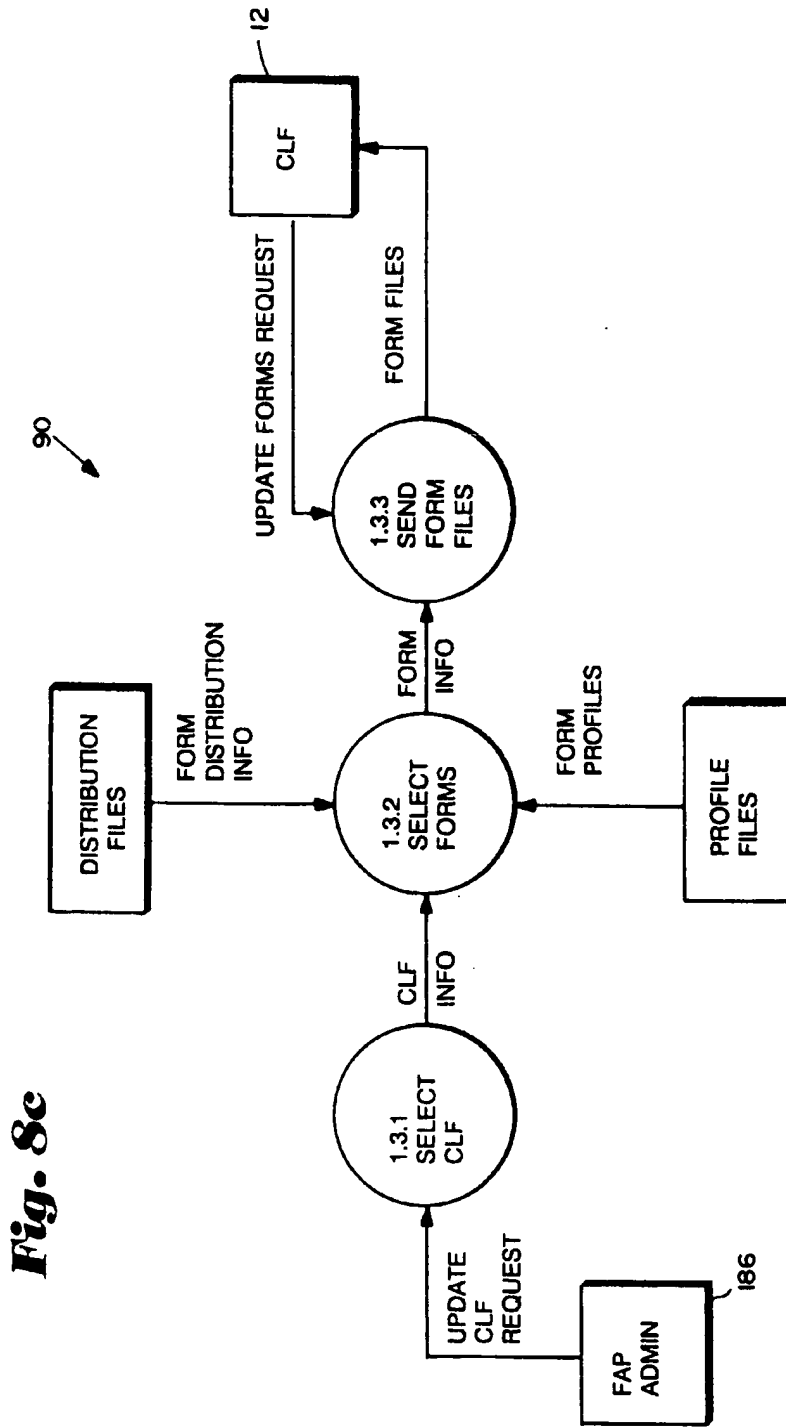 Fig. 8c
90
DISTRIBUTION
FILES
FORM
DISTRIBUTION
INFO
UPDATE FORMS REQUEST
CLF
12
FORM FILES
1.3.1
SELECT
CLF
CLF
INFO
1.3.2
SELECT
FORMS
FORM
INFO
1.3.3
SEND
FORM
FILES
UPDATE
CLF
REQUEST
FAP
ADMIN
186
FORM
PROFILES
PROFILE
FILES